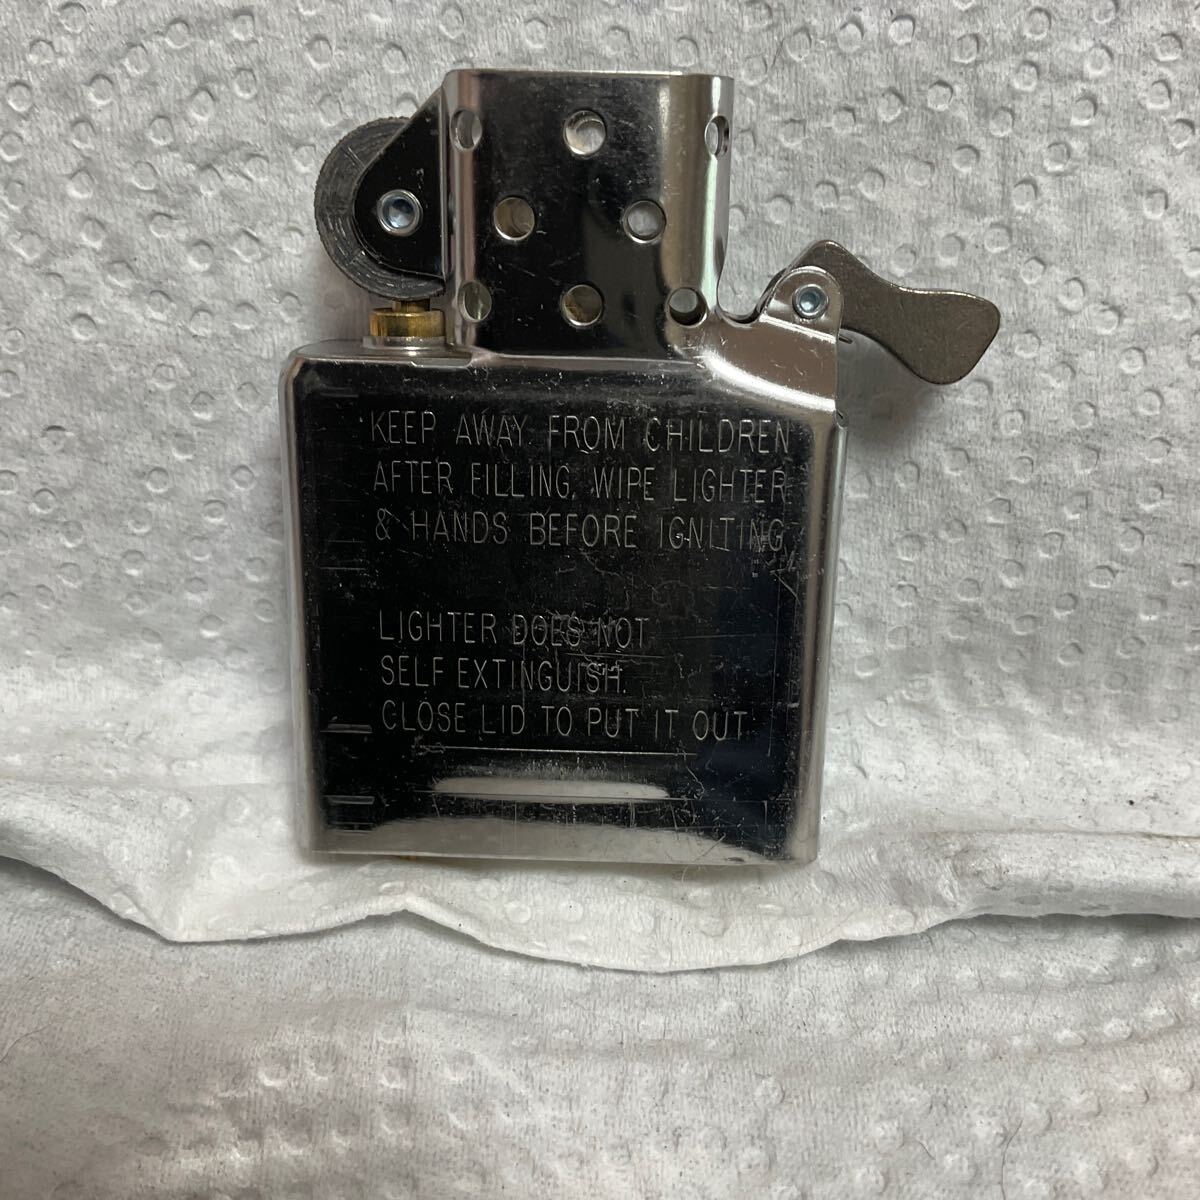 KEEP AWAY FROM CHILDREN
AFTER FILLING, WIPE LIGHTER
& HANDS BEFORE IGNITING
LIGHTER DOES NOT
SELF EXTINGUISH.
CLOSE LID TO PUT IT OUT.